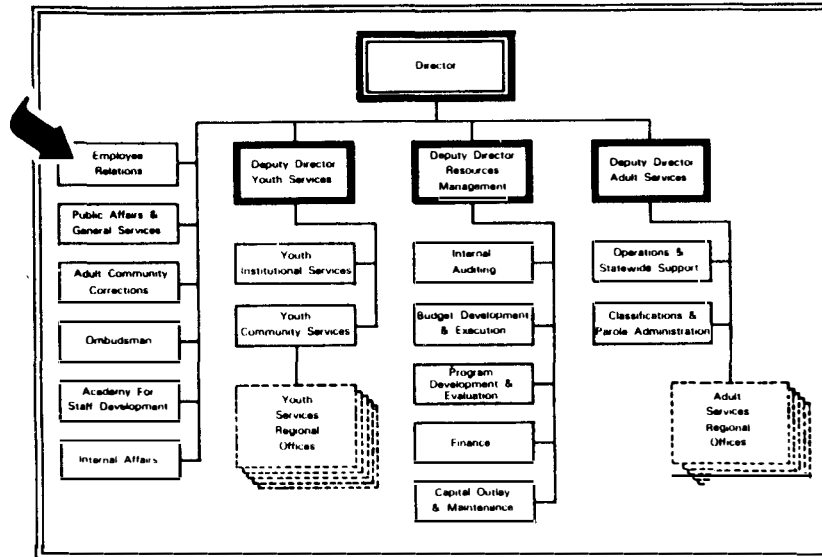 Director
Employee
Relations
Public Affairs &
General Services
Adult Community
Corrections
Ombudsman
Academy For
Staff Development
Internal Affairs
Deputy Director
Youth Services
Youth
Institutional Services
Youth
Community Services
Youth
Services
Regional
Offices
Deputy Director
Resources
Management
Internal
Auditing
Budget Development
& Execution
Program
Development &
Evaluation
Finance
Capital Outlay
& Maintenance
Deputy Director
Adult Services
Operations &
Statewide Support
Classifications &
Parole Administration
Adult
Services
Regional
Offices